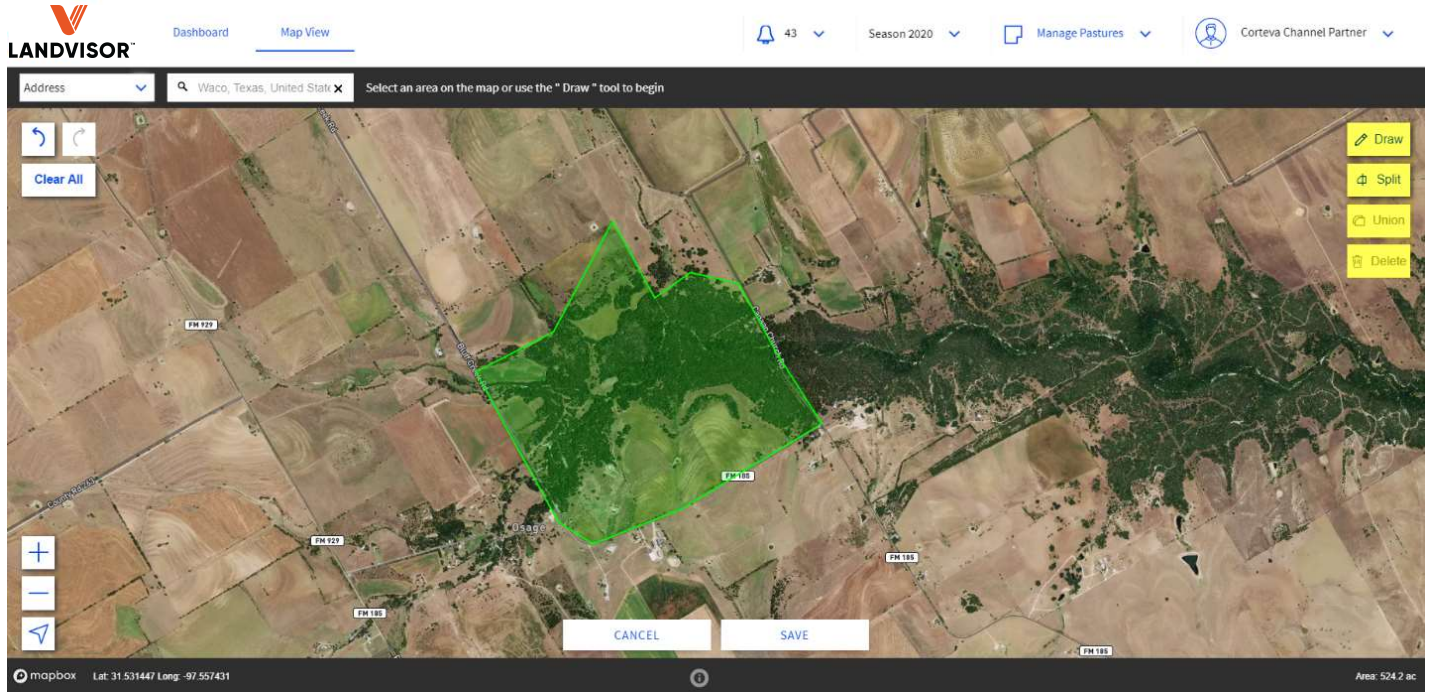 LANDVISOR™
Dashboard
Map View
43
Season 2020
Manage Pastures
Corteva Channel Partner
Address
Waco, Texas, United State
Select an area on the map or use the " Draw " tool to begin
Clear All
Draw
Split
Union
Delete
FM 929
FM 185
Osage
FM 929
FM 185
FM 185
FM 185
CANCEL
SAVE
mapbox
Lat: 31.531447 Long: -97.557431
Area: 524.2 ac